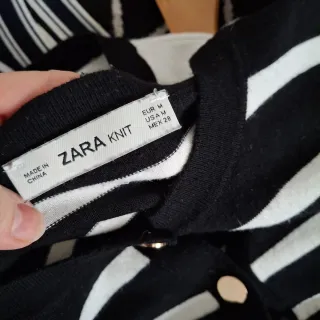 ZARA KNIT
MADE IN
CHINA
EUR M
USA M
MEX 28